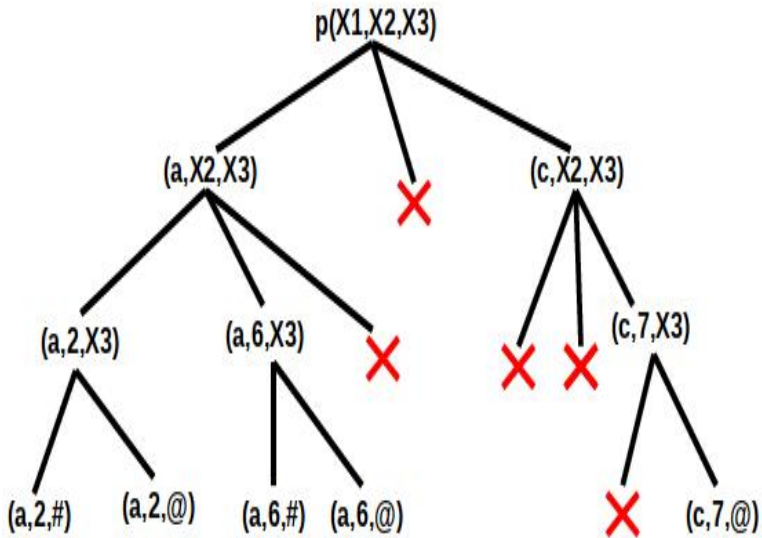 p(X1,X2,X3)
(a,X2,X3)
(c,X2,X3)
(a,2,X3)
(a,6,X3)
(c,7,X3)
(a,2,#)
(a,2,@)
(a,6,#)
(a,6,@)
(c,7,@)